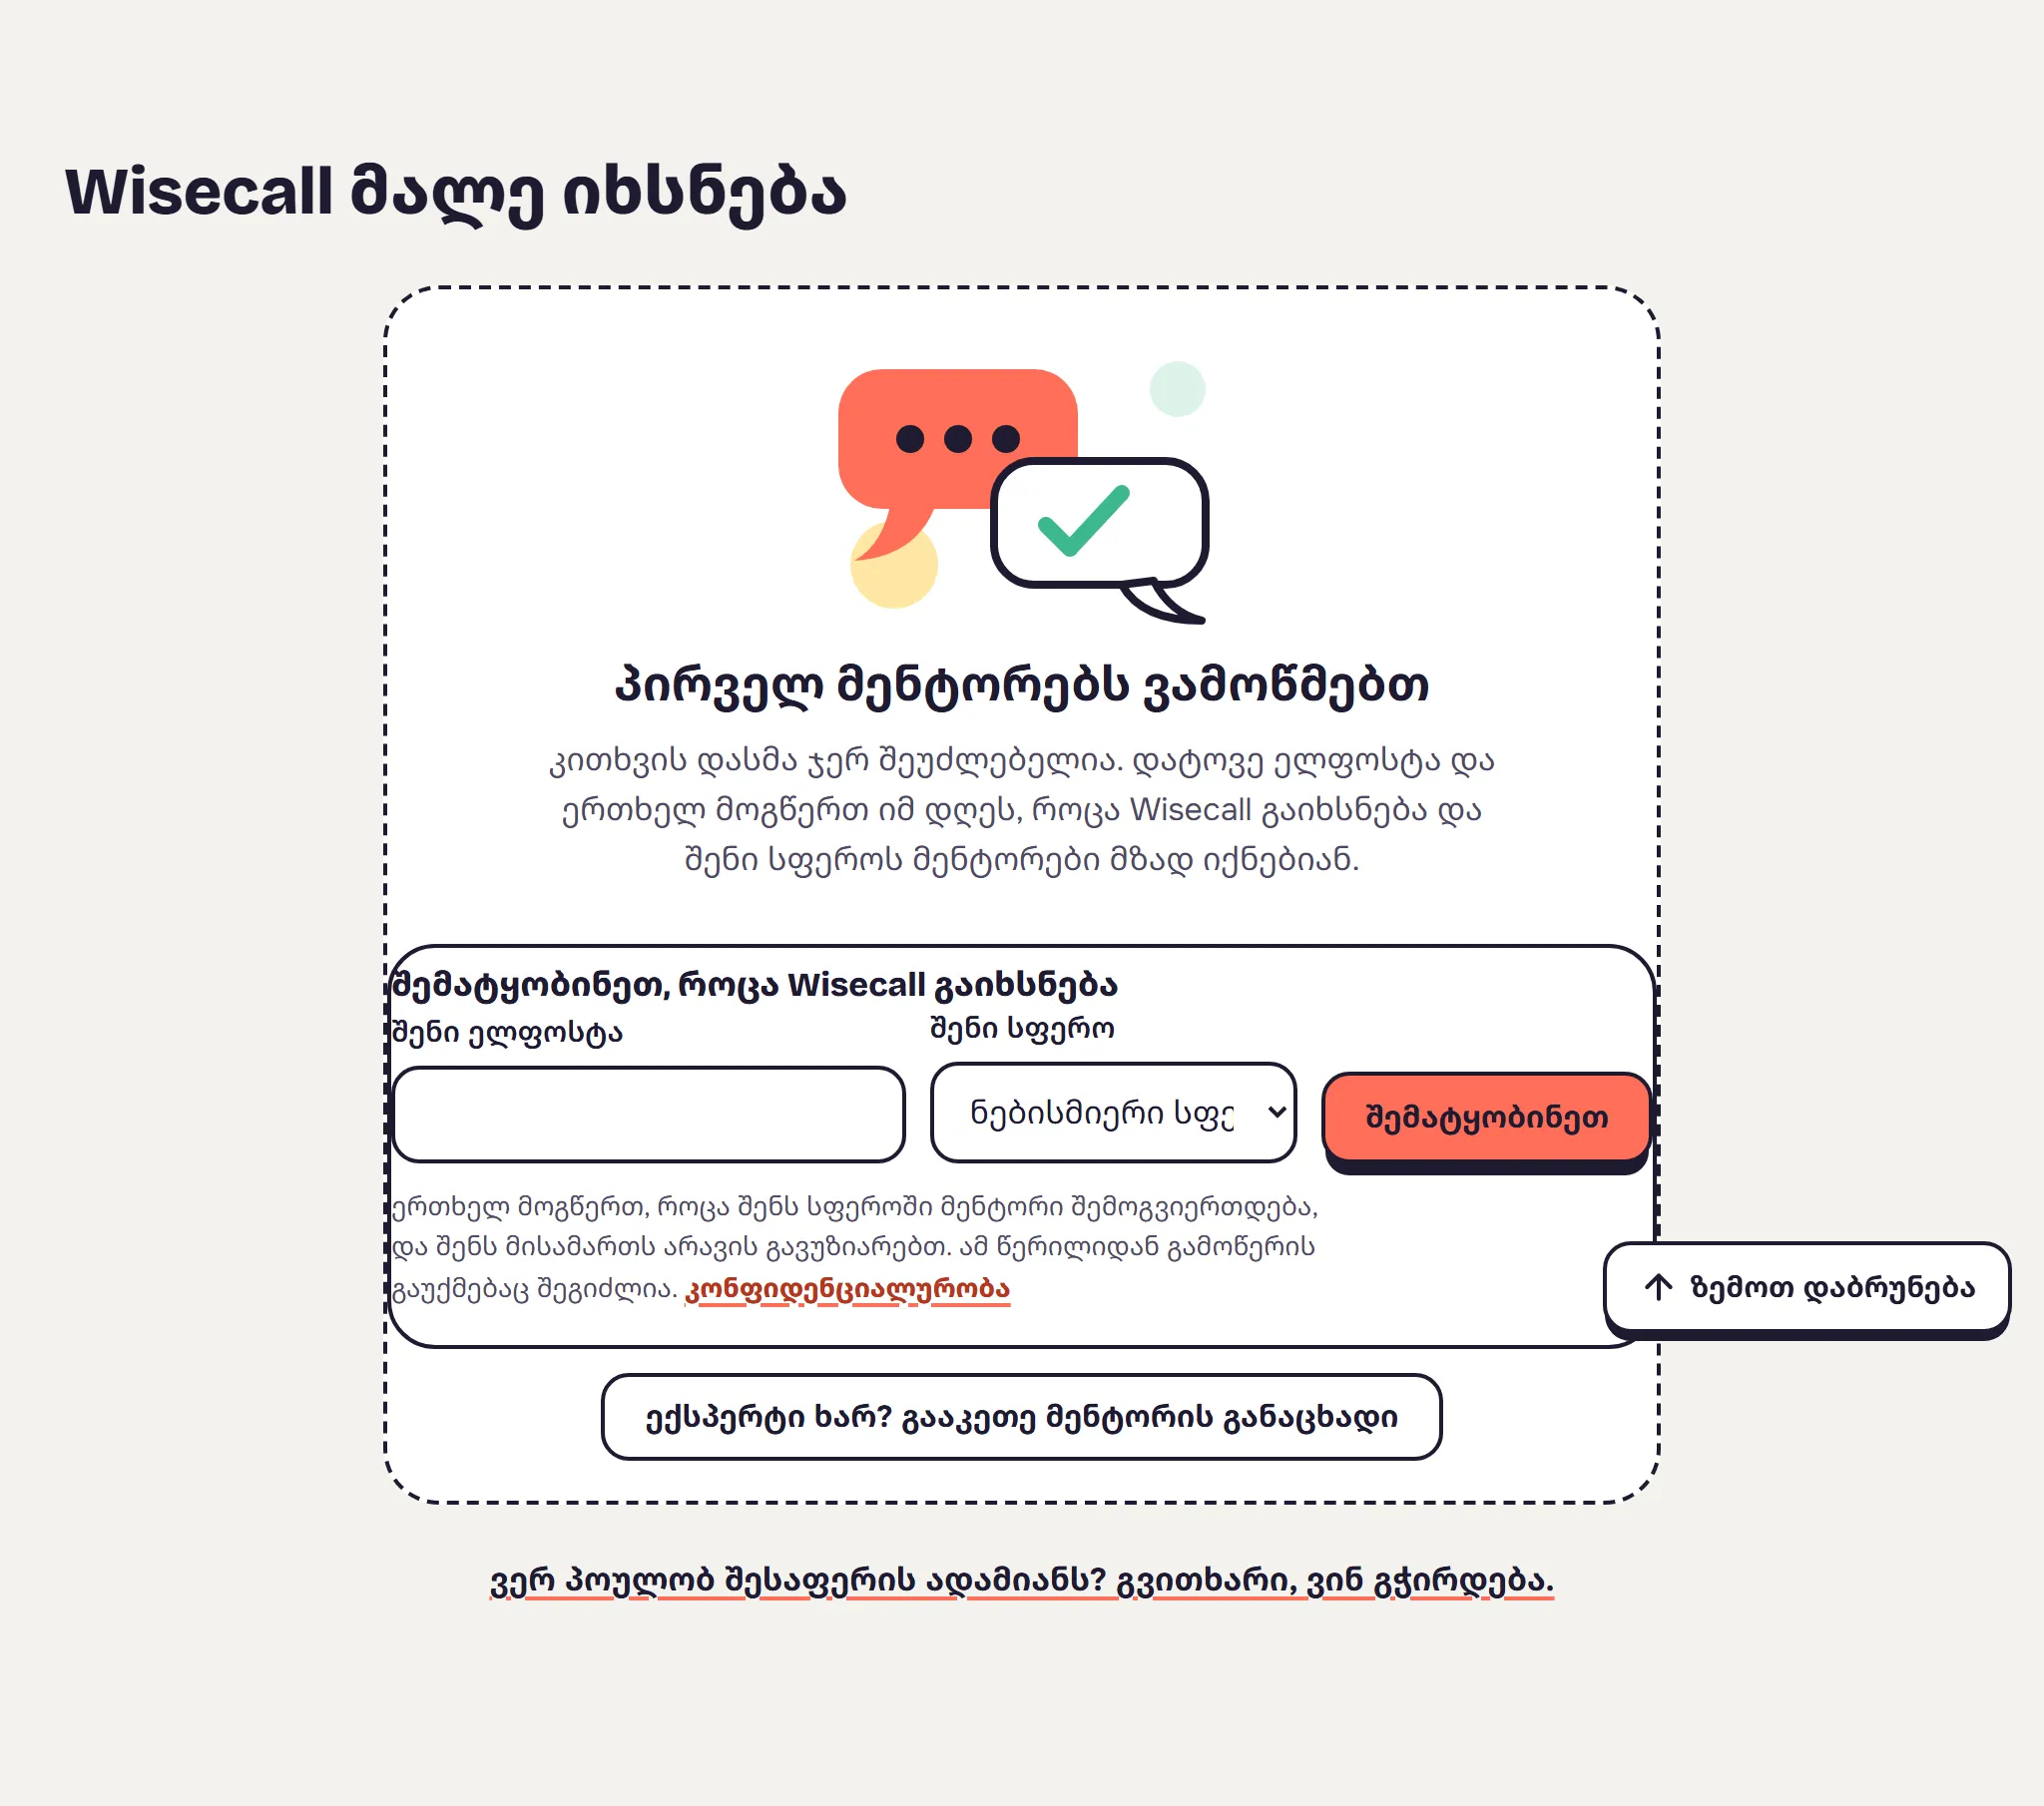 Wisecall მალე იხსნება
პირველ მენტორებს ვამოწმებთ
კითხვის დასმა ჯერ შეუძლებელია. დატოვე ელფოსტა და
ერთხელ მოგწერთ იმ დღეს, როცა Wisecall გაიხსნება და
შენი სფეროს მენტორები მზად იქნებიან.
შემატყობინეთ, როცა Wisecall გაიხსნება
შენი ელფოსტა
შენი სფერო
ნებისმიერი სფე
შემატყობინეთ
ერთხელ მოგწერთ, როცა შენს სფეროში მენტორი შემოგვიერთდება,
და შენს მისამართს არავის გავუზიარებთ. ამ წერილიდან გამოწერის
გაუქმებაც შეგიძლია. კონფიდენციალურობა
ზემოთ დაბრუნება
ექსპერტი ხარ? გააკეთე მენტორის განაცხადი
ვერ პოულობ შესაფერის ადამიანს? გვითხარი, ვინ გჭირდება.